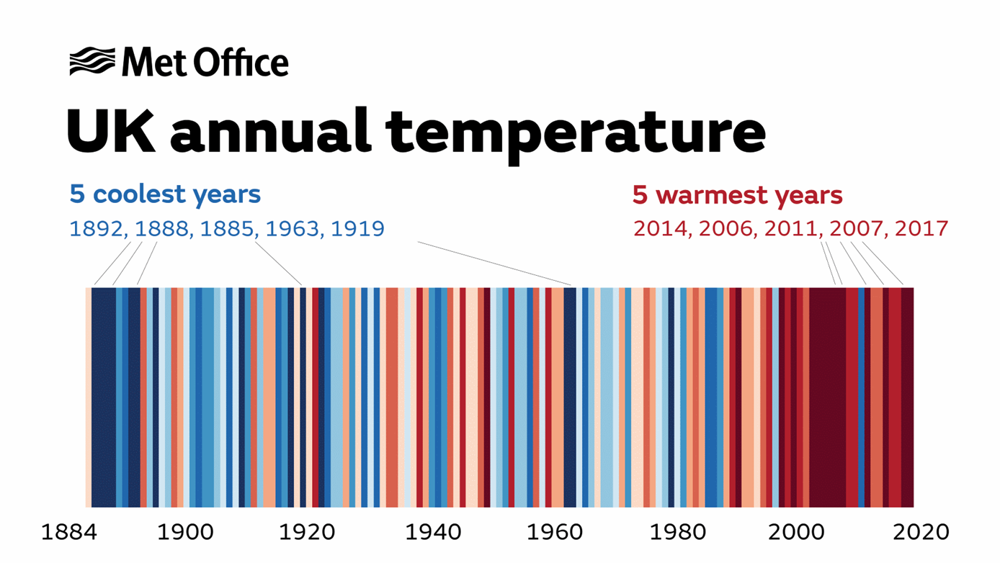 Met Office
UK annual temperature
5 coolest years
1892, 1888, 1885, 1963, 1919
5 warmest years
2014, 2006, 2011, 2007, 2017
1884 1900 1920 1940 1960 1980 2000 2020